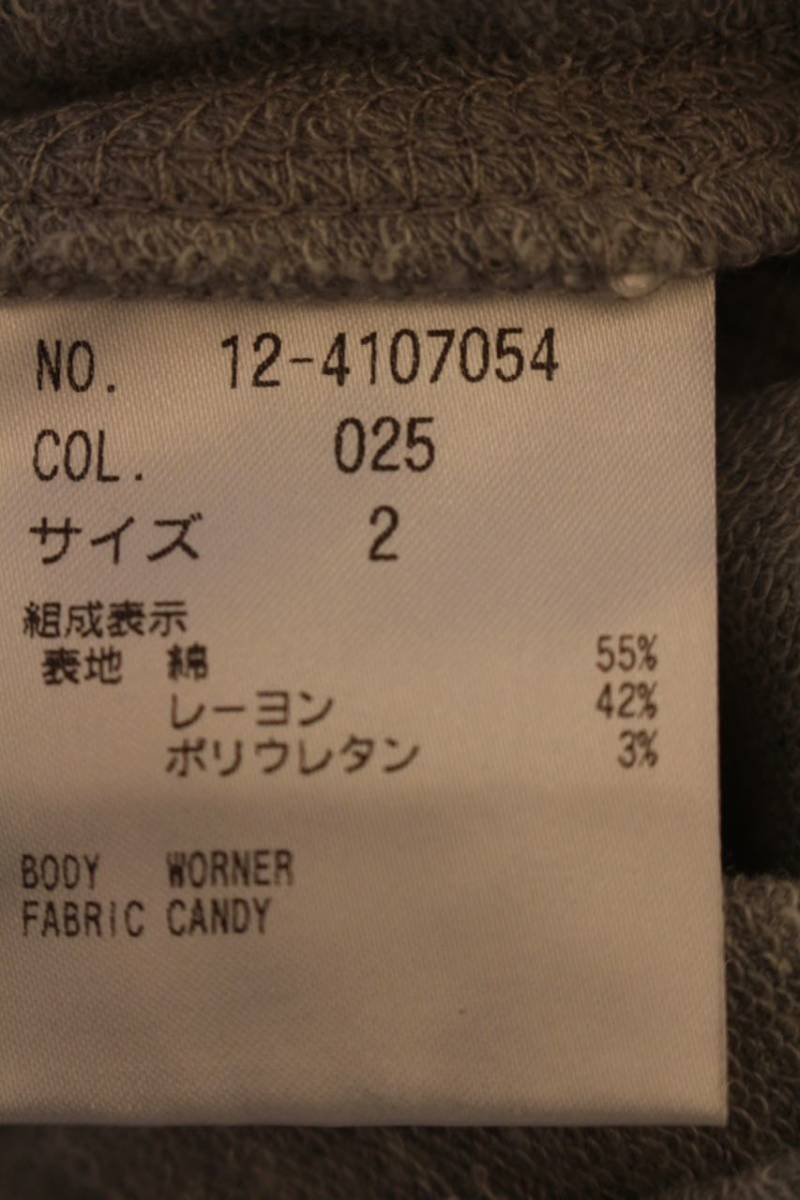 NO. 12-4107054
COL. 025
サイズ 2
組成表示
表地 綿 55%
レーヨン 42%
ポリウレタン 3%
BODY WORNER
FABRIC CANDY